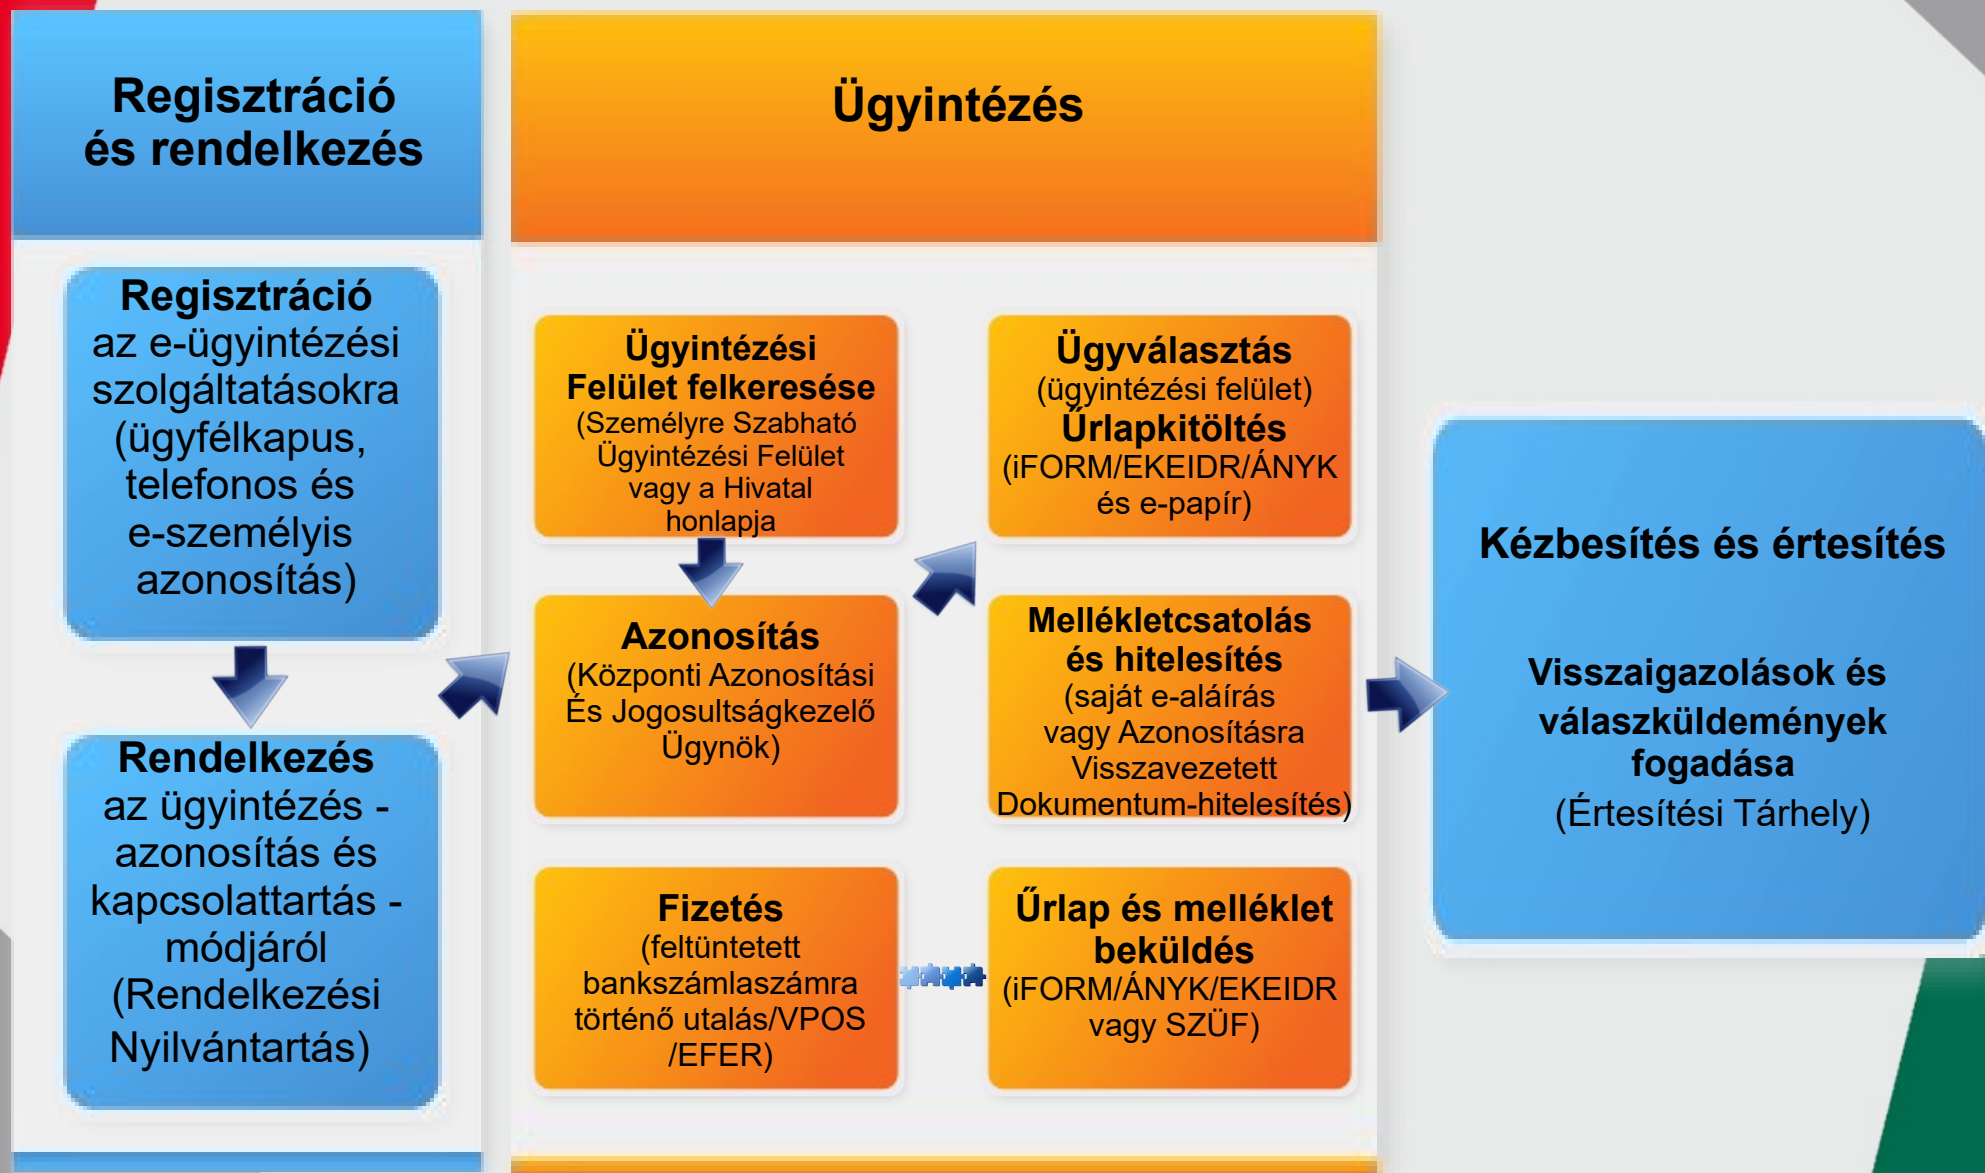 Regisztráció
és rendelkezés
Regisztráció
az e-ügyintézési
szolgáltatásokra
(ügyfélkapus,
telefonos és
e-személyis
azonosítás)
Rendelkezés
az ügyintézés -
azonosítás és
kapcsolattartás -
módjáról
(Rendelkezési
Nyilvántartás)
Ügyintézés
Ügyintézési
Felület felkeresése
(Személyre Szabható
Ügyintézési Felület
vagy a Hivatal
honlapja
Azonosítás
(Központi Azonosítási
És Jogosultságkezelő
Ügynök)
Fizetés
(feltüntetett
bankszámlaszámra
történő utalás/VPOS
/EFER)
Ügyválasztás
(ügyintézési felület)
Űrlapkitöltés
(iFORM/EKEIDR/ÁNYK
és e-papír)
Mellékletcsatolás
és hitelesítés
(saját e-aláírás
vagy Azonosításra
Visszavezetett
Dokumentum-hitelesítés)
Űrlap és melléklet
beküldés
(iFORM/ÁNYK/EKEIDR
vagy SZÜF)
Kézbesítés és értesítés
Visszaigazolások és
válaszküldemények
fogadása
(Értesítési Tárhely)